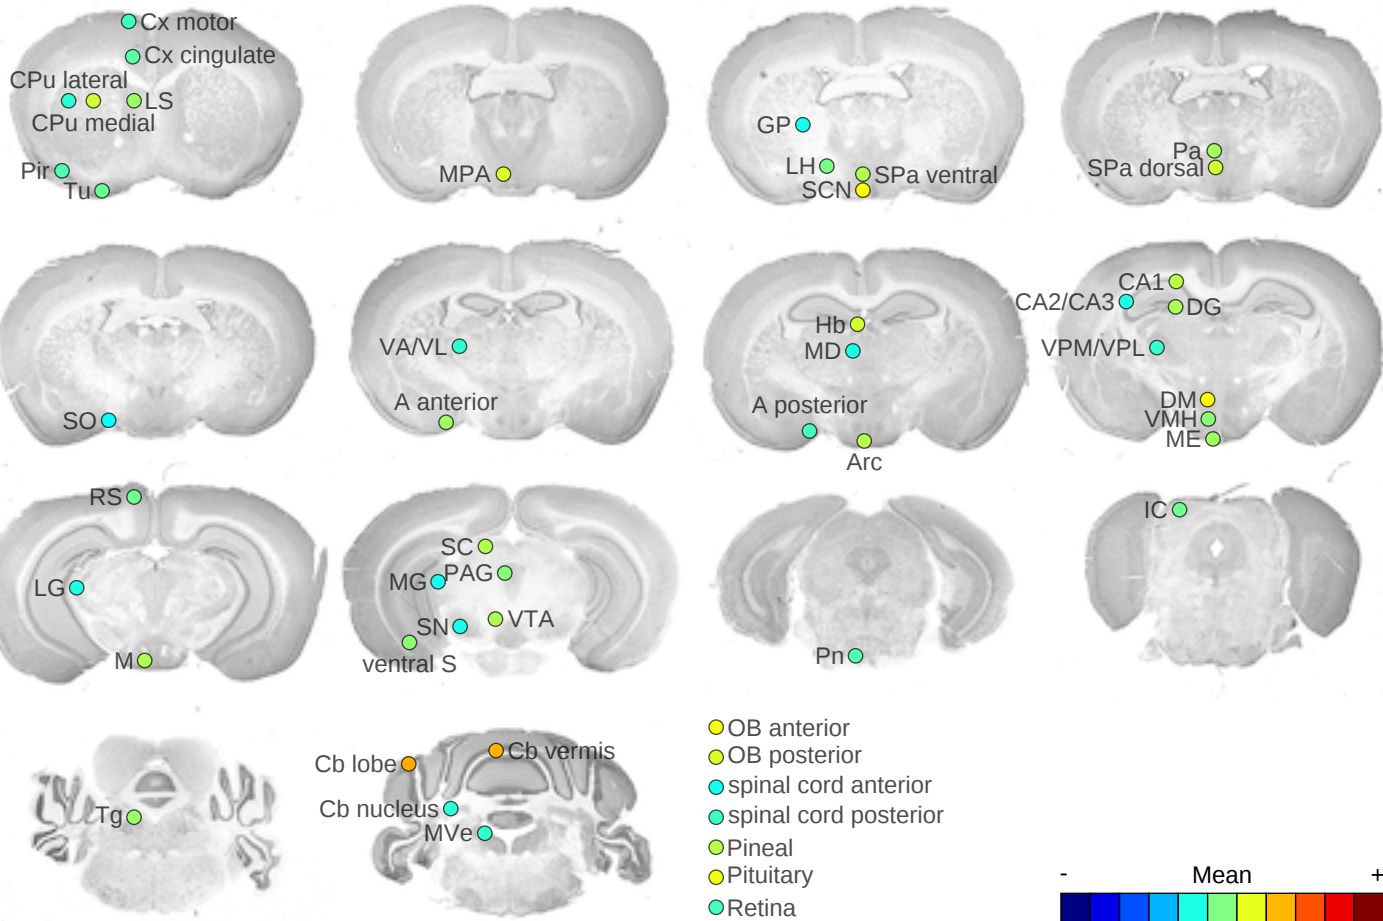 Cx motor
Cx cingulate
CPu lateral
LS
CPu medial
Pir
Tu
MPA
GP
LH
SPa ventral
SCN
Pa
SPa dorsal
SO
VA/VL
A anterior
Hb
MD
A posterior
Arc
CA1
CA2/CA3
DG
VPM/VPL
DM
VMH
ME
RS
LG
M
SC
MG
PAG
SN
VTA
ventral S
Pn
IC
Tg
Cb lobe
Cb vermis
Cb nucleus
MVe
OB anterior
OB posterior
spinal cord anterior
spinal cord posterior
Pineal
Pituitary
Retina
- Mean +